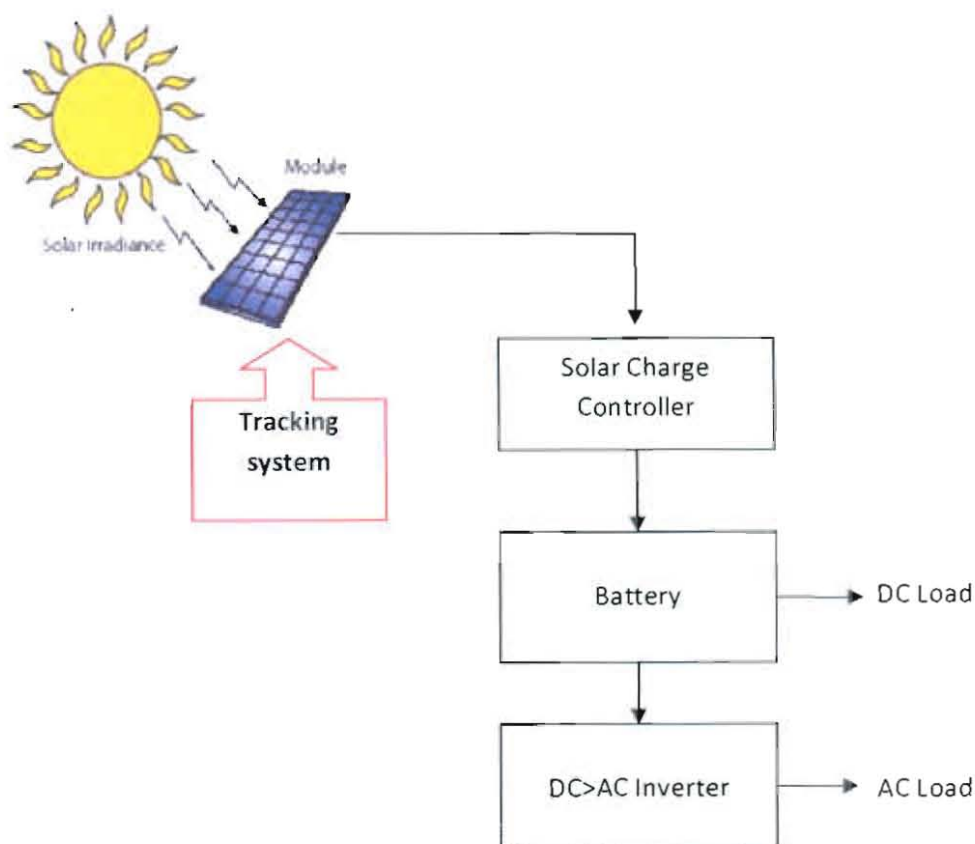 Module
Solar Irradiance
Solar Charge
Controller
Tracking
system
Battery
DC Load
DC>AC Inverter
AC Load